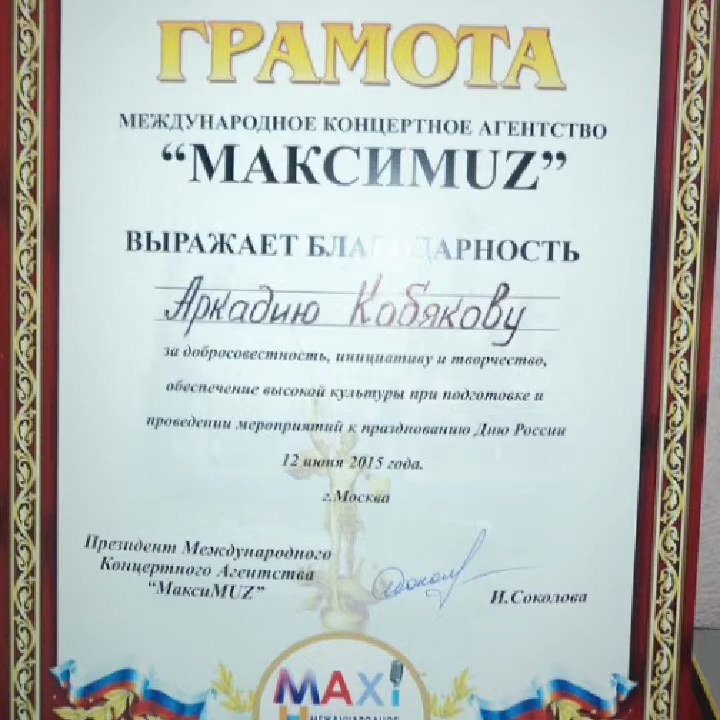 ГРАМОТА
МЕЖДУНАРОДНОЕ КОНЦЕРТНОЕ АГЕНТСТВО
“МАКСИMUZ”
ВЫРАЖАЕТ БЛАГОДАРНОСТЬ
Аркадию Кобякову
за добросовестность, инициативу и творчество,
обеспечение высокой культуры при подготовке и
проведении мероприятий к празднованию Дню России
12 июня 2015 года.
г.Москва
Президент Международного
Концертного Агентства
“МаксиMUZ”
И.Соколова
MAXI
МЕЖДУНАРОДНОЕ